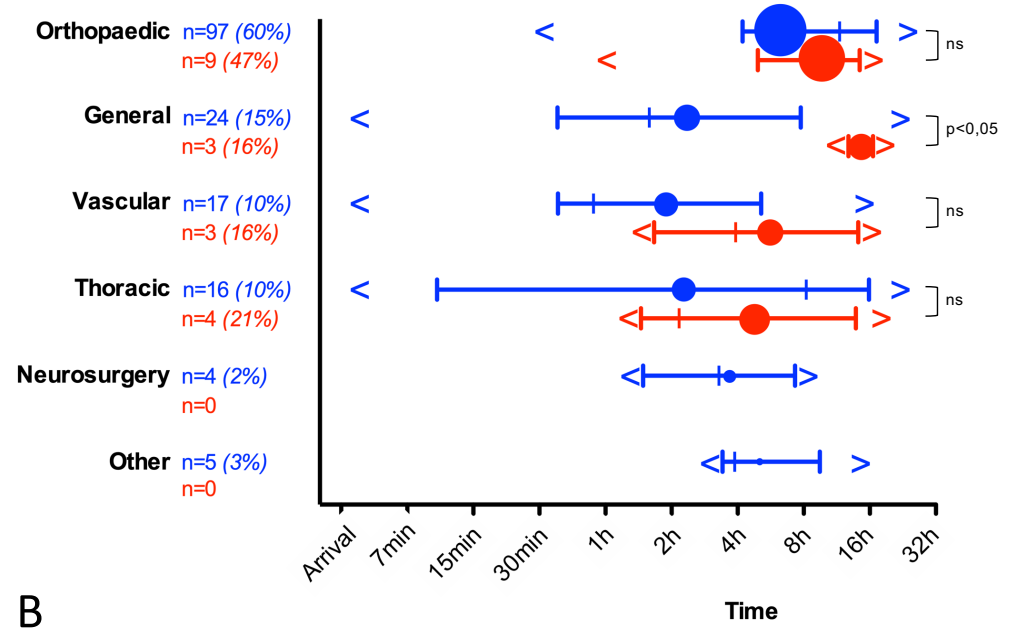 Orthopaedic n=97 (60%)
n=9 (47%)
ns
General n=24 (15%)
n=3 (16%)
p<0,05
Vascular n=17 (10%)
n=3 (16%)
ns
Thoracic n=16 (10%)
n=4 (21%)
ns
Neurosurgery n=4 (2%)
n=0
Other n=5 (3%)
n=0
Arrival 7min 15min 30min 1h 2h 4h 8h 16h 32h
Time
B